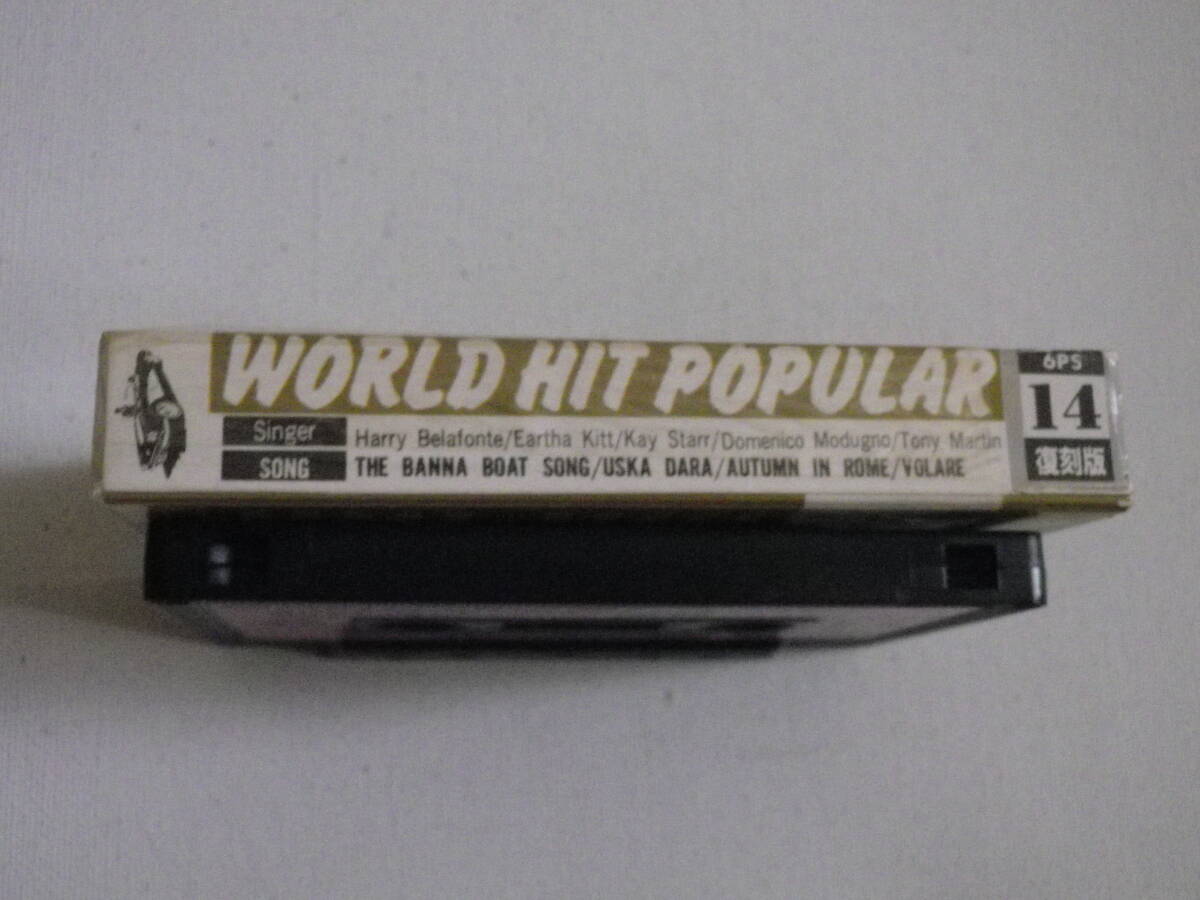 WORLD HIT POPULAR
Singer Harry Belafonte/Eartha Kitt/Kay Starr/Domenico Modugno/Tony Martin
SONG THE BANNA BOAT SONG/USKA DARA/AUTUMN IN ROME/VOLARE
6PS
14
復刻版